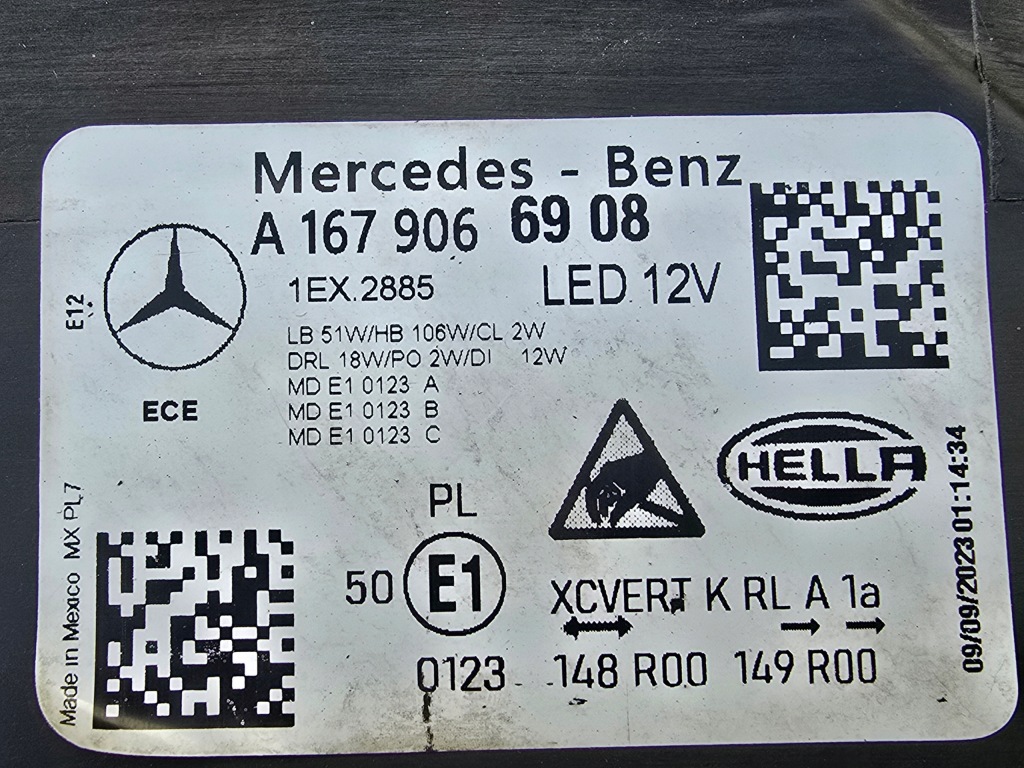 Mercedes - Benz
A 167 906 6908
1EX.2885 LED 12V
E12
LB 51W/HB 106W/CL 2W
DRL 18W/PO 2W/DI 12W
MD E1 0123 A
MD E1 0123 B
MD E1 0123 C
ECE
HELLA
PL
50 E1 XCVERT K RL A 1a
0123 148 R00 149 R00
Made in Mexico MX PL7
09/09/2023 01:14:34